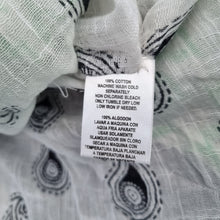 100% COTTON
MACHINE WASH COLD
SEPARATELY
NON CHLORINE BLEACH
ONLY TUMBLE DRY LOW
LOW IRON IF NEEDED
100% ALGODON
LAVAR A MAQUINA CON
AGUA FRIA APARATE
USAR SOLAMENTE
BLANQUEADOR SIN CLORO
SECAR A MAQUINA CON
TEMPERATURA BAJA PLANCHAR
A TEMPERATURA BAJA